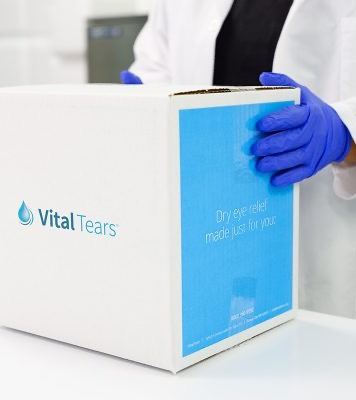 Vital Tears®
Dry eye relief
made just for you.®